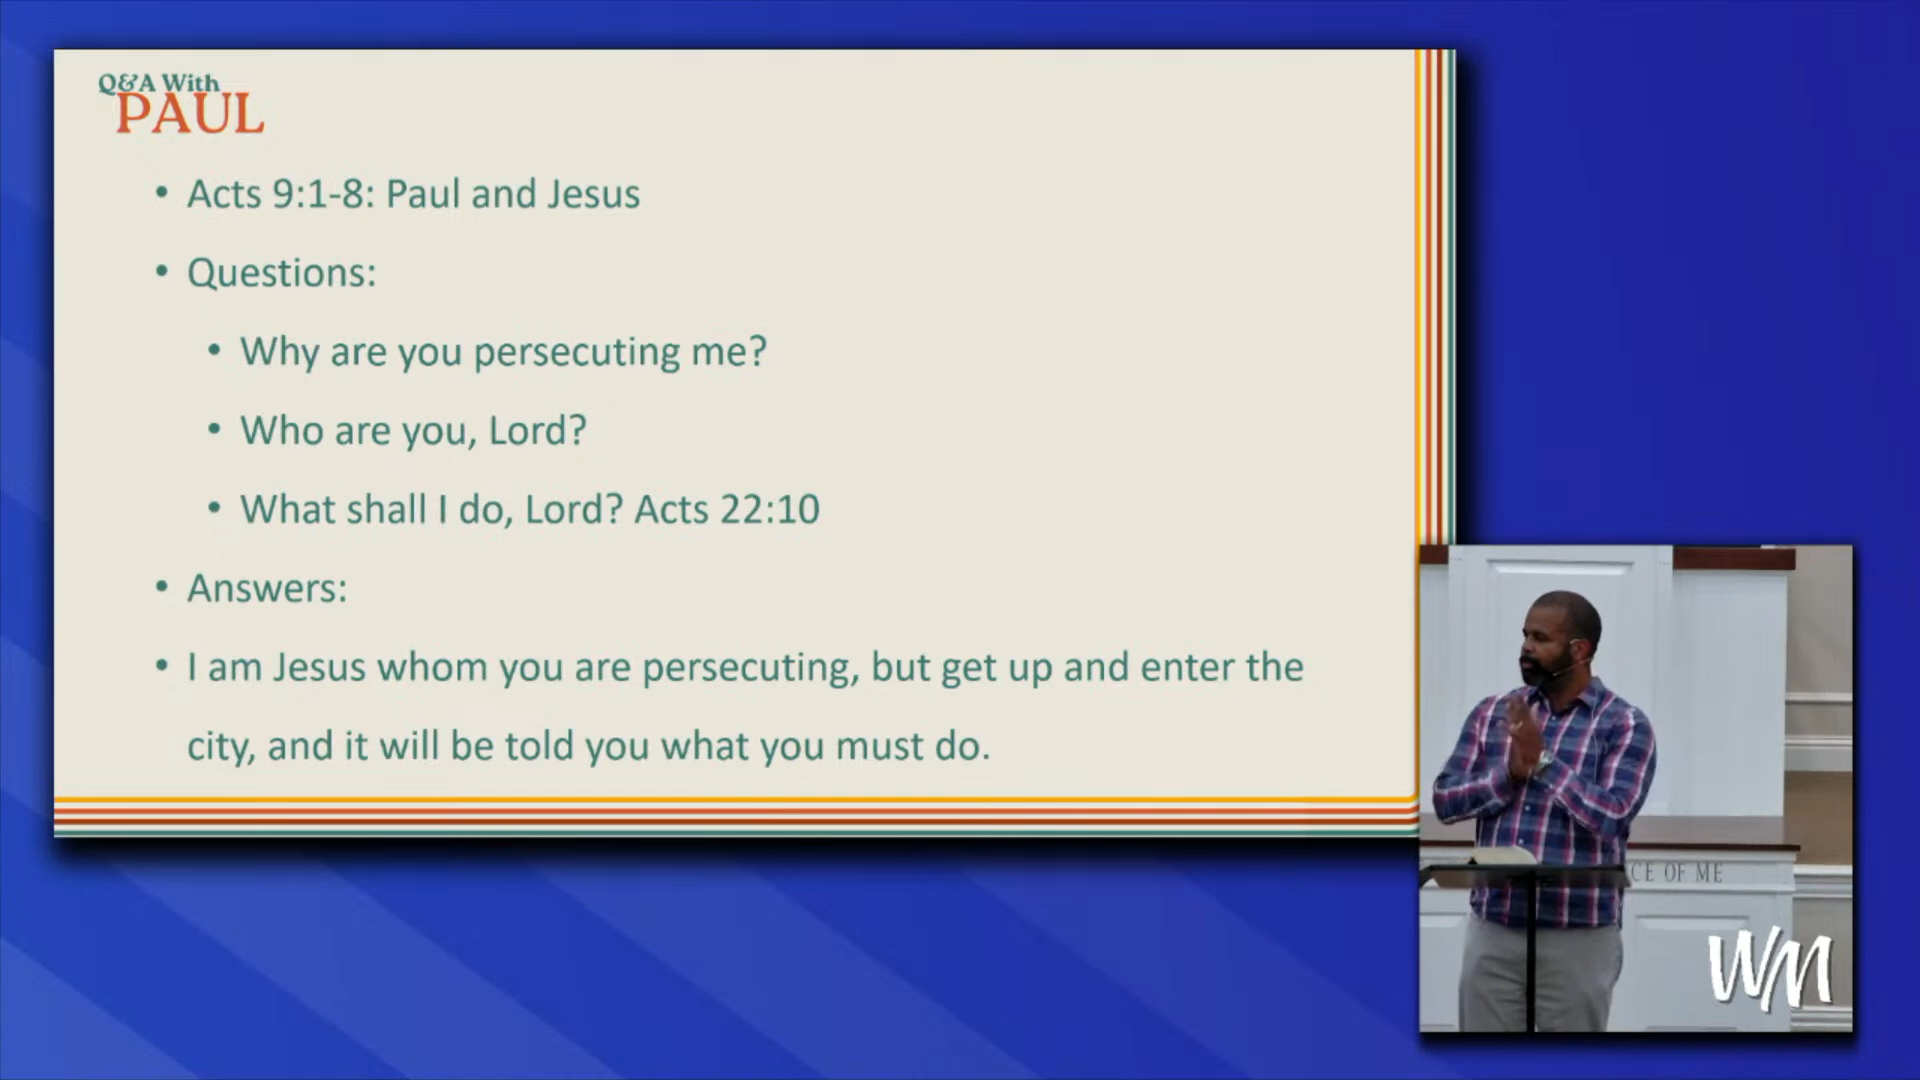 Q&A With
PAUL
• Acts 9:1-8: Paul and Jesus
• Questions:
• Why are you persecuting me?
• Who are you, Lord?
• What shall I do, Lord? Acts 22:10
• Answers:
• I am Jesus whom you are persecuting, but get up and enter the
city, and it will be told you what you must do.
CE OF ME
WM